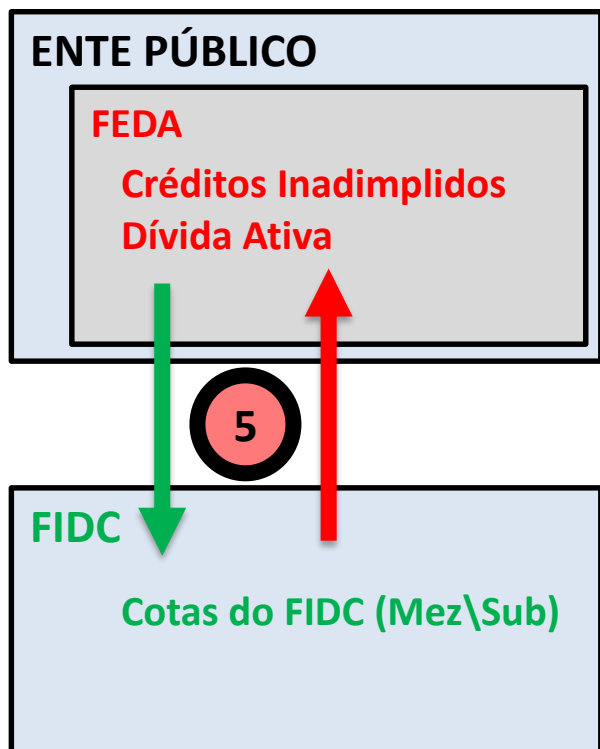 ENTE PÚBLICO
FEDA
Créditos Inadimplidos
Dívida Ativa
5
FIDC
Cotas do FIDC (Mez\Sub)